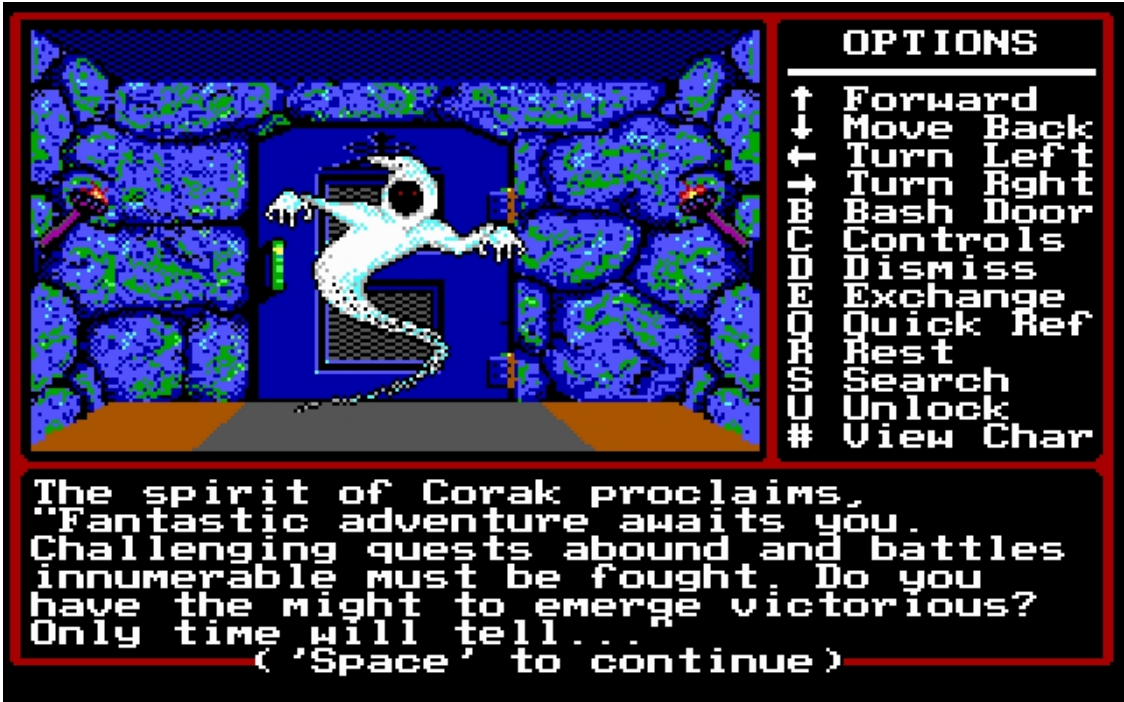 OPTIONS
↑ Forward
↓ Move Back
← Turn Left
→ Turn Rght
B Bash Door
C Controls
D Dismiss
E Exchange
Q Quick Ref
R Rest
S Search
U Unlock
# View Char
The spirit of Corak proclaims,
"Fantastic adventure awaits you.
Challenging quests abound and battles
innumerable must be fought. Do you
have the might to emerge victorious?
Only time will tell..."
( 'Space' to continue)